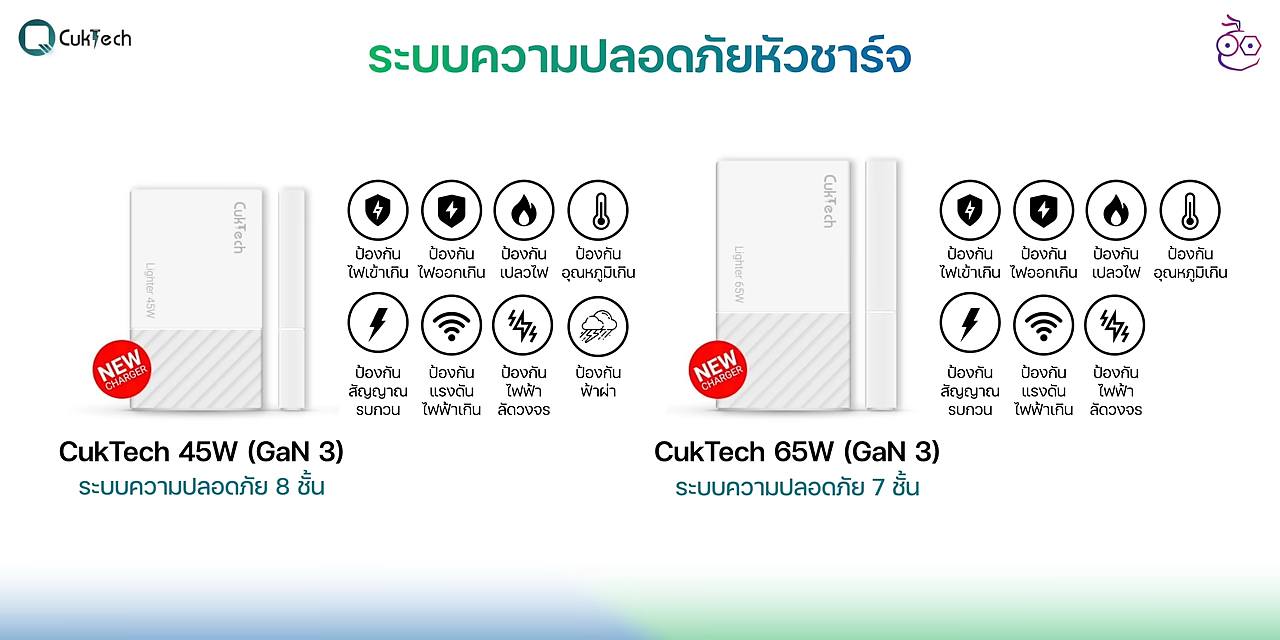 CukTech
ระบบความปลอดภัยหัวชาร์จ
CukTech
Lighter 45W
NEW
CHARGER
ป้องกัน
ไฟเข้าเกิน
ป้องกัน
ไฟออกเกิน
ป้องกัน
เปลวไฟ
ป้องกัน
อุณหภูมิเกิน
ป้องกัน
สัญญาณ
รบกวน
ป้องกัน
แรงดัน
ไฟฟ้าเกิน
ป้องกัน
ไฟฟ้า
ลัดวงจร
ป้องกัน
ฟ้าผ่า
CukTech 45W (GaN 3)
ระบบความปลอดภัย 8 ชั้น
CukTech
Lighter 65W
NEW
CHARGER
ป้องกัน
ไฟเข้าเกิน
ป้องกัน
ไฟออกเกิน
ป้องกัน
เปลวไฟ
ป้องกัน
อุณหภูมิเกิน
ป้องกัน
สัญญาณ
รบกวน
ป้องกัน
แรงดัน
ไฟฟ้าเกิน
ป้องกัน
ไฟฟ้า
ลัดวงจร
CukTech 65W (GaN 3)
ระบบความปลอดภัย 7 ชั้น